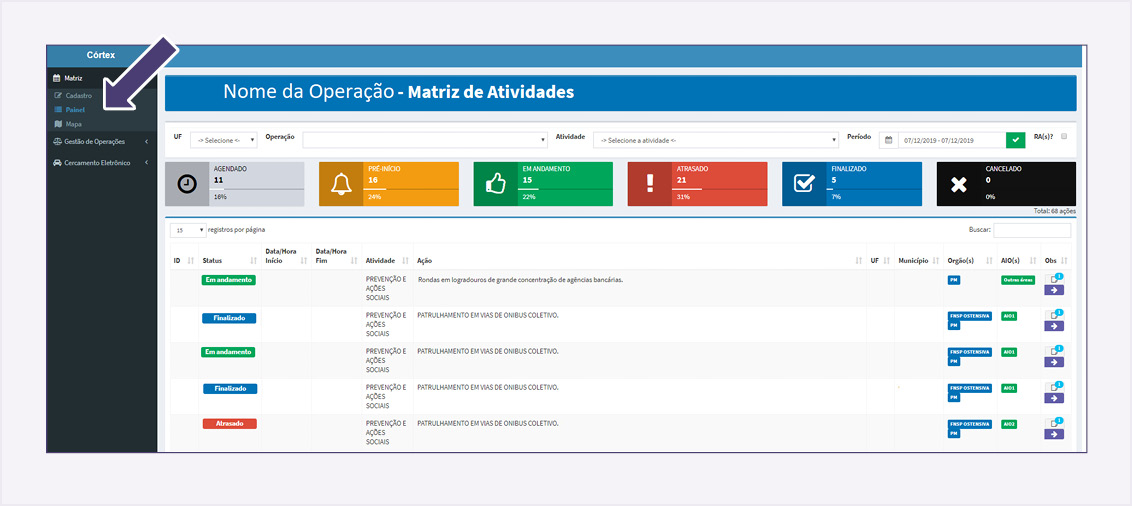 Córtex
Matriz
Cadastro
Painel
Mapa
Gestão de Operações
Cercamento Eletrônico
Nome da Operação - Matriz de Atividades
UF -> Selecione <- Operação Atividade -> Selecione a atividade <- Período 07/12/2019 - 07/12/2019 RA(s)?
AGENDADO
11
16%
PRÉ-INÍCIO
16
24%
EM ANDAMENTO
15
22%
ATRASADO
21
31%
FINALIZADO
5
7%
CANCELADO
0
0%
Total: 68 ações
15 registros por página Buscar:
ID Status Data/Hora Início Data/Hora Fim Atividade Ação UF Município Orgão(s) AIO(s) Obs
Em andamento PREVENÇÃO E Rondas em logradouros de grande concentração de agências bancárias. PM Outras áreas 1
AÇÕES
SOCIAIS
Finalizado PREVENÇÃO E PATRULHAMENTO EM VIAS DE ONIBUS COLETIVO. FNSP OSTENSIVA AIO1 1
AÇÕES PM
SOCIAIS
Em andamento PREVENÇÃO E PATRULHAMENTO EM VIAS DE ONIBUS COLETIVO. FNSP OSTENSIVA AIO1 1
AÇÕES PM
SOCIAIS
Finalizado PREVENÇÃO E PATRULHAMENTO EM VIAS DE ONIBUS COLETIVO. FNSP OSTENSIVA AIO1 1
AÇÕES PM
SOCIAIS
Atrasado PREVENÇÃO E PATRULHAMENTO EM VIAS DE ONIBUS COLETIVO. FNSP OSTENSIVA AIO2 1
AÇÕES PM
SOCIAIS